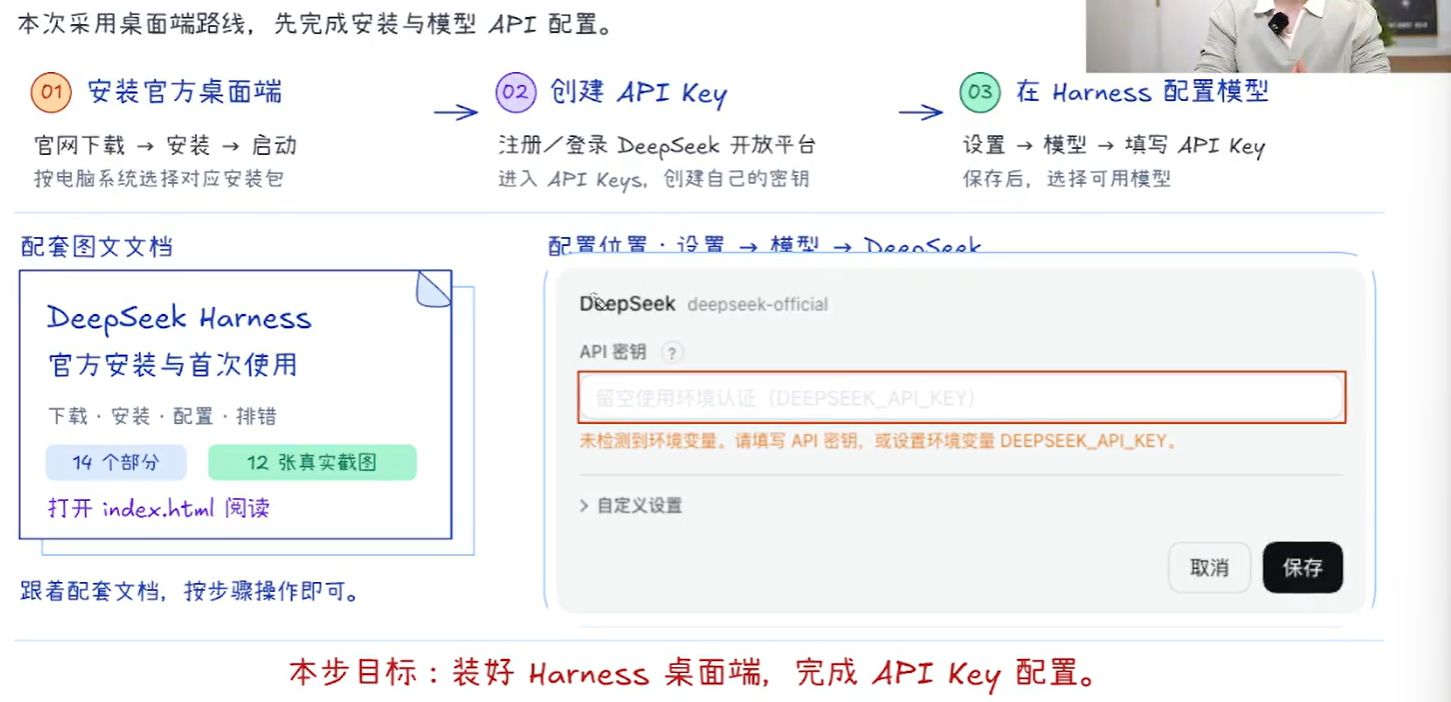 本次采用桌面端路线，先完成安装与模型 API 配置。
01 安装官方桌面端
官网下载 → 安装 → 启动
按电脑系统选择对应安装包
02 创建 API Key
注册／登录 DeepSeek 开放平台
进入 API Keys，创建自己的密钥
03 在 Harness 配置模型
设置 → 模型 → 填写 API Key
保存后，选择可用模型
配套图文文档
DeepSeek Harness
官方安装与首次使用
下载 · 安装 · 配置 · 排错
14 个部分
12 张真实截图
打开 index.html 阅读
跟着配套文档，按步骤操作即可。
配置位置 · 设置 → 模型 → DeepSeek
DeepSeek deepseek-official
API 密钥 ?
留空使用环境认证（DEEPSEEK_API_KEY）
未检测到环境变量。请填写 API 密钥，或设置环境变量 DEEPSEEK_API_KEY。
> 自定义设置
取消
保存
本步目标：装好 Harness 桌面端，完成 API Key 配置。